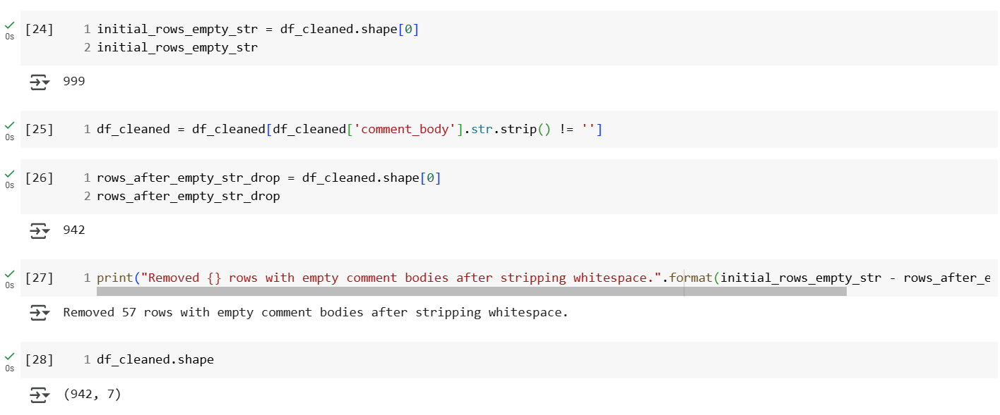 [24] 1 initial_rows_empty_str = df_cleaned.shape[0]
0s 2 initial_rows_empty_str
999
[25] 1 df_cleaned = df_cleaned[df_cleaned['comment_body'].str.strip() != '']
0s
[26] 1 rows_after_empty_str_drop = df_cleaned.shape[0]
0s 2 rows_after_empty_str_drop
942
[27] 1 print("Removed {} rows with empty comment bodies after stripping whitespace.".format(initial_rows_empty_str - rows_after_e
0s
Removed 57 rows with empty comment bodies after stripping whitespace.
[28] 1 df_cleaned.shape
0s
(942, 7)